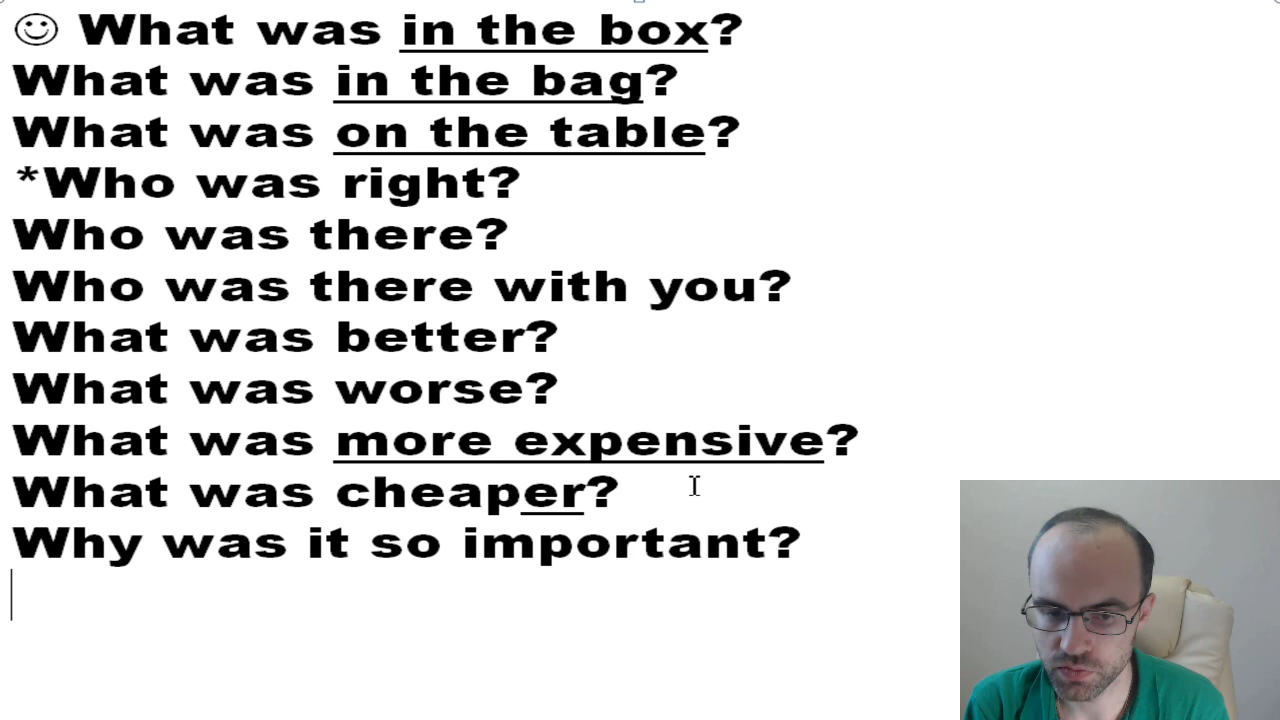 ☺ What was in the box?
What was in the bag?
What was on the table?
*Who was right?
Who was there?
Who was there with you?
What was better?
What was worse?
What was more expensive?
What was cheaper?
Why was it so important?